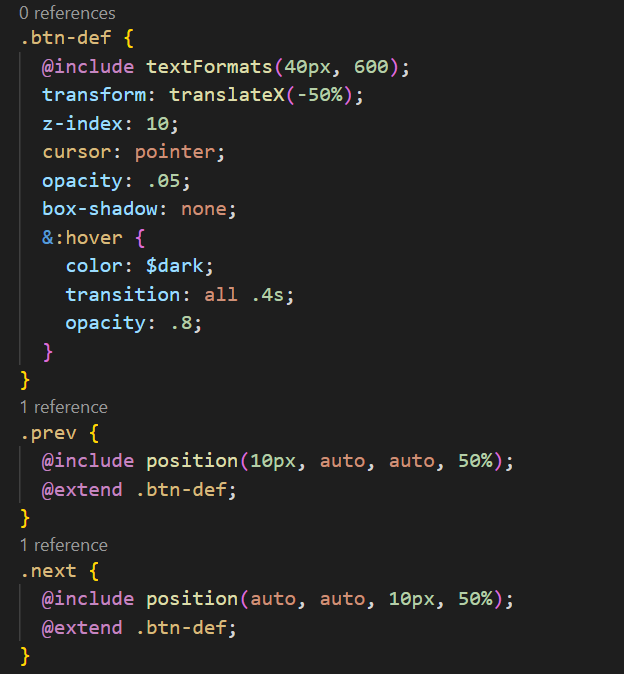 0 references
.btn-def {
@include textFormats(40px, 600);
transform: translateX(-50%);
z-index: 10;
cursor: pointer;
opacity: .05;
box-shadow: none;
&:hover {
color: $dark;
transition: all .4s;
opacity: .8;
}
}
1 reference
.prev {
@include position(10px, auto, auto, 50%);
@extend .btn-def;
}
1 reference
.next {
@include position(auto, auto, 10px, 50%);
@extend .btn-def;
}